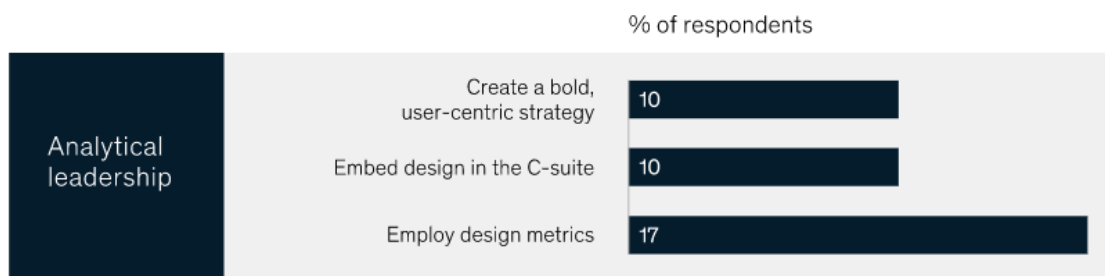 % of respondents
Analytical
leadership
Create a bold,
user-centric strategy
10
Embed design in the C-suite
10
Employ design metrics
17